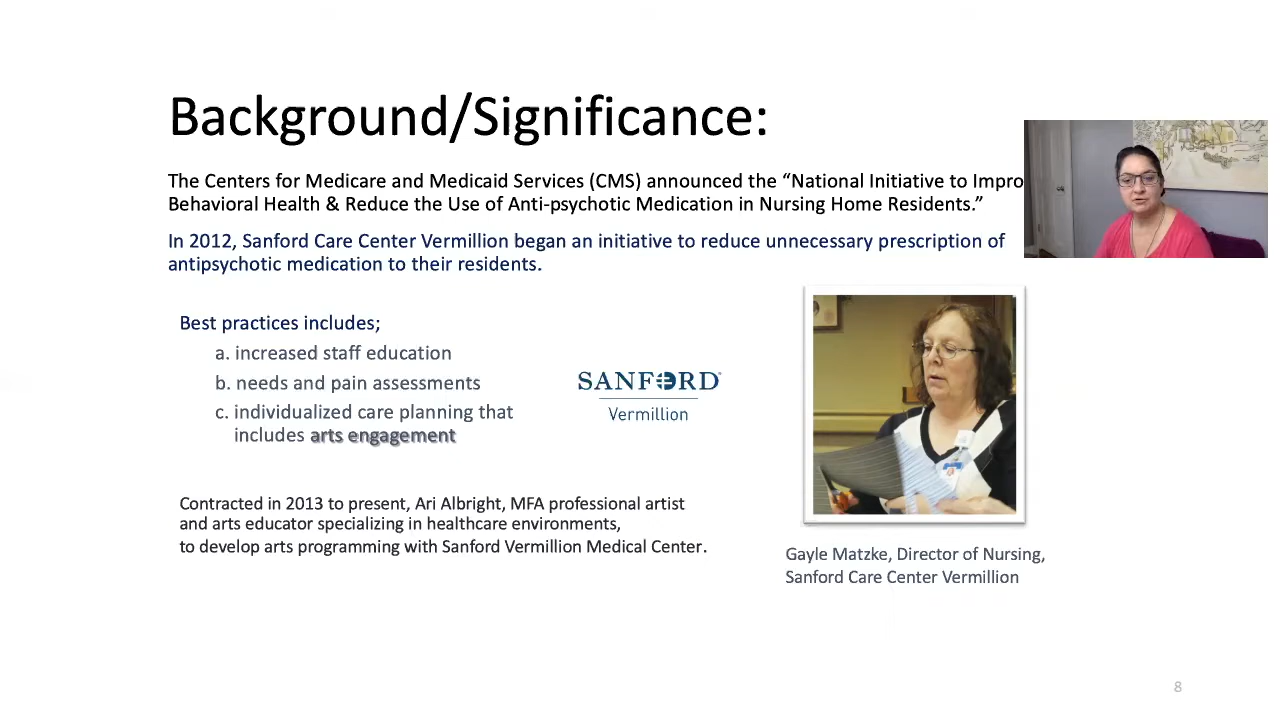 Background/Significance:
The Centers for Medicare and Medicaid Services (CMS) announced the “National Initiative to Impro
Behavioral Health & Reduce the Use of Anti-psychotic Medication in Nursing Home Residents.”
In 2012, Sanford Care Center Vermillion began an initiative to reduce unnecessary prescription of
antipsychotic medication to their residents.
Best practices includes;
a. increased staff education
b. needs and pain assessments
c. individualized care planning that
includes arts engagement
SANFORD
Vermillion
Contracted in 2013 to present, Ari Albright, MFA professional artist
and arts educator specializing in healthcare environments,
to develop arts programming with Sanford Vermillion Medical Center.
Gayle Matzke, Director of Nursing,
Sanford Care Center Vermillion
8